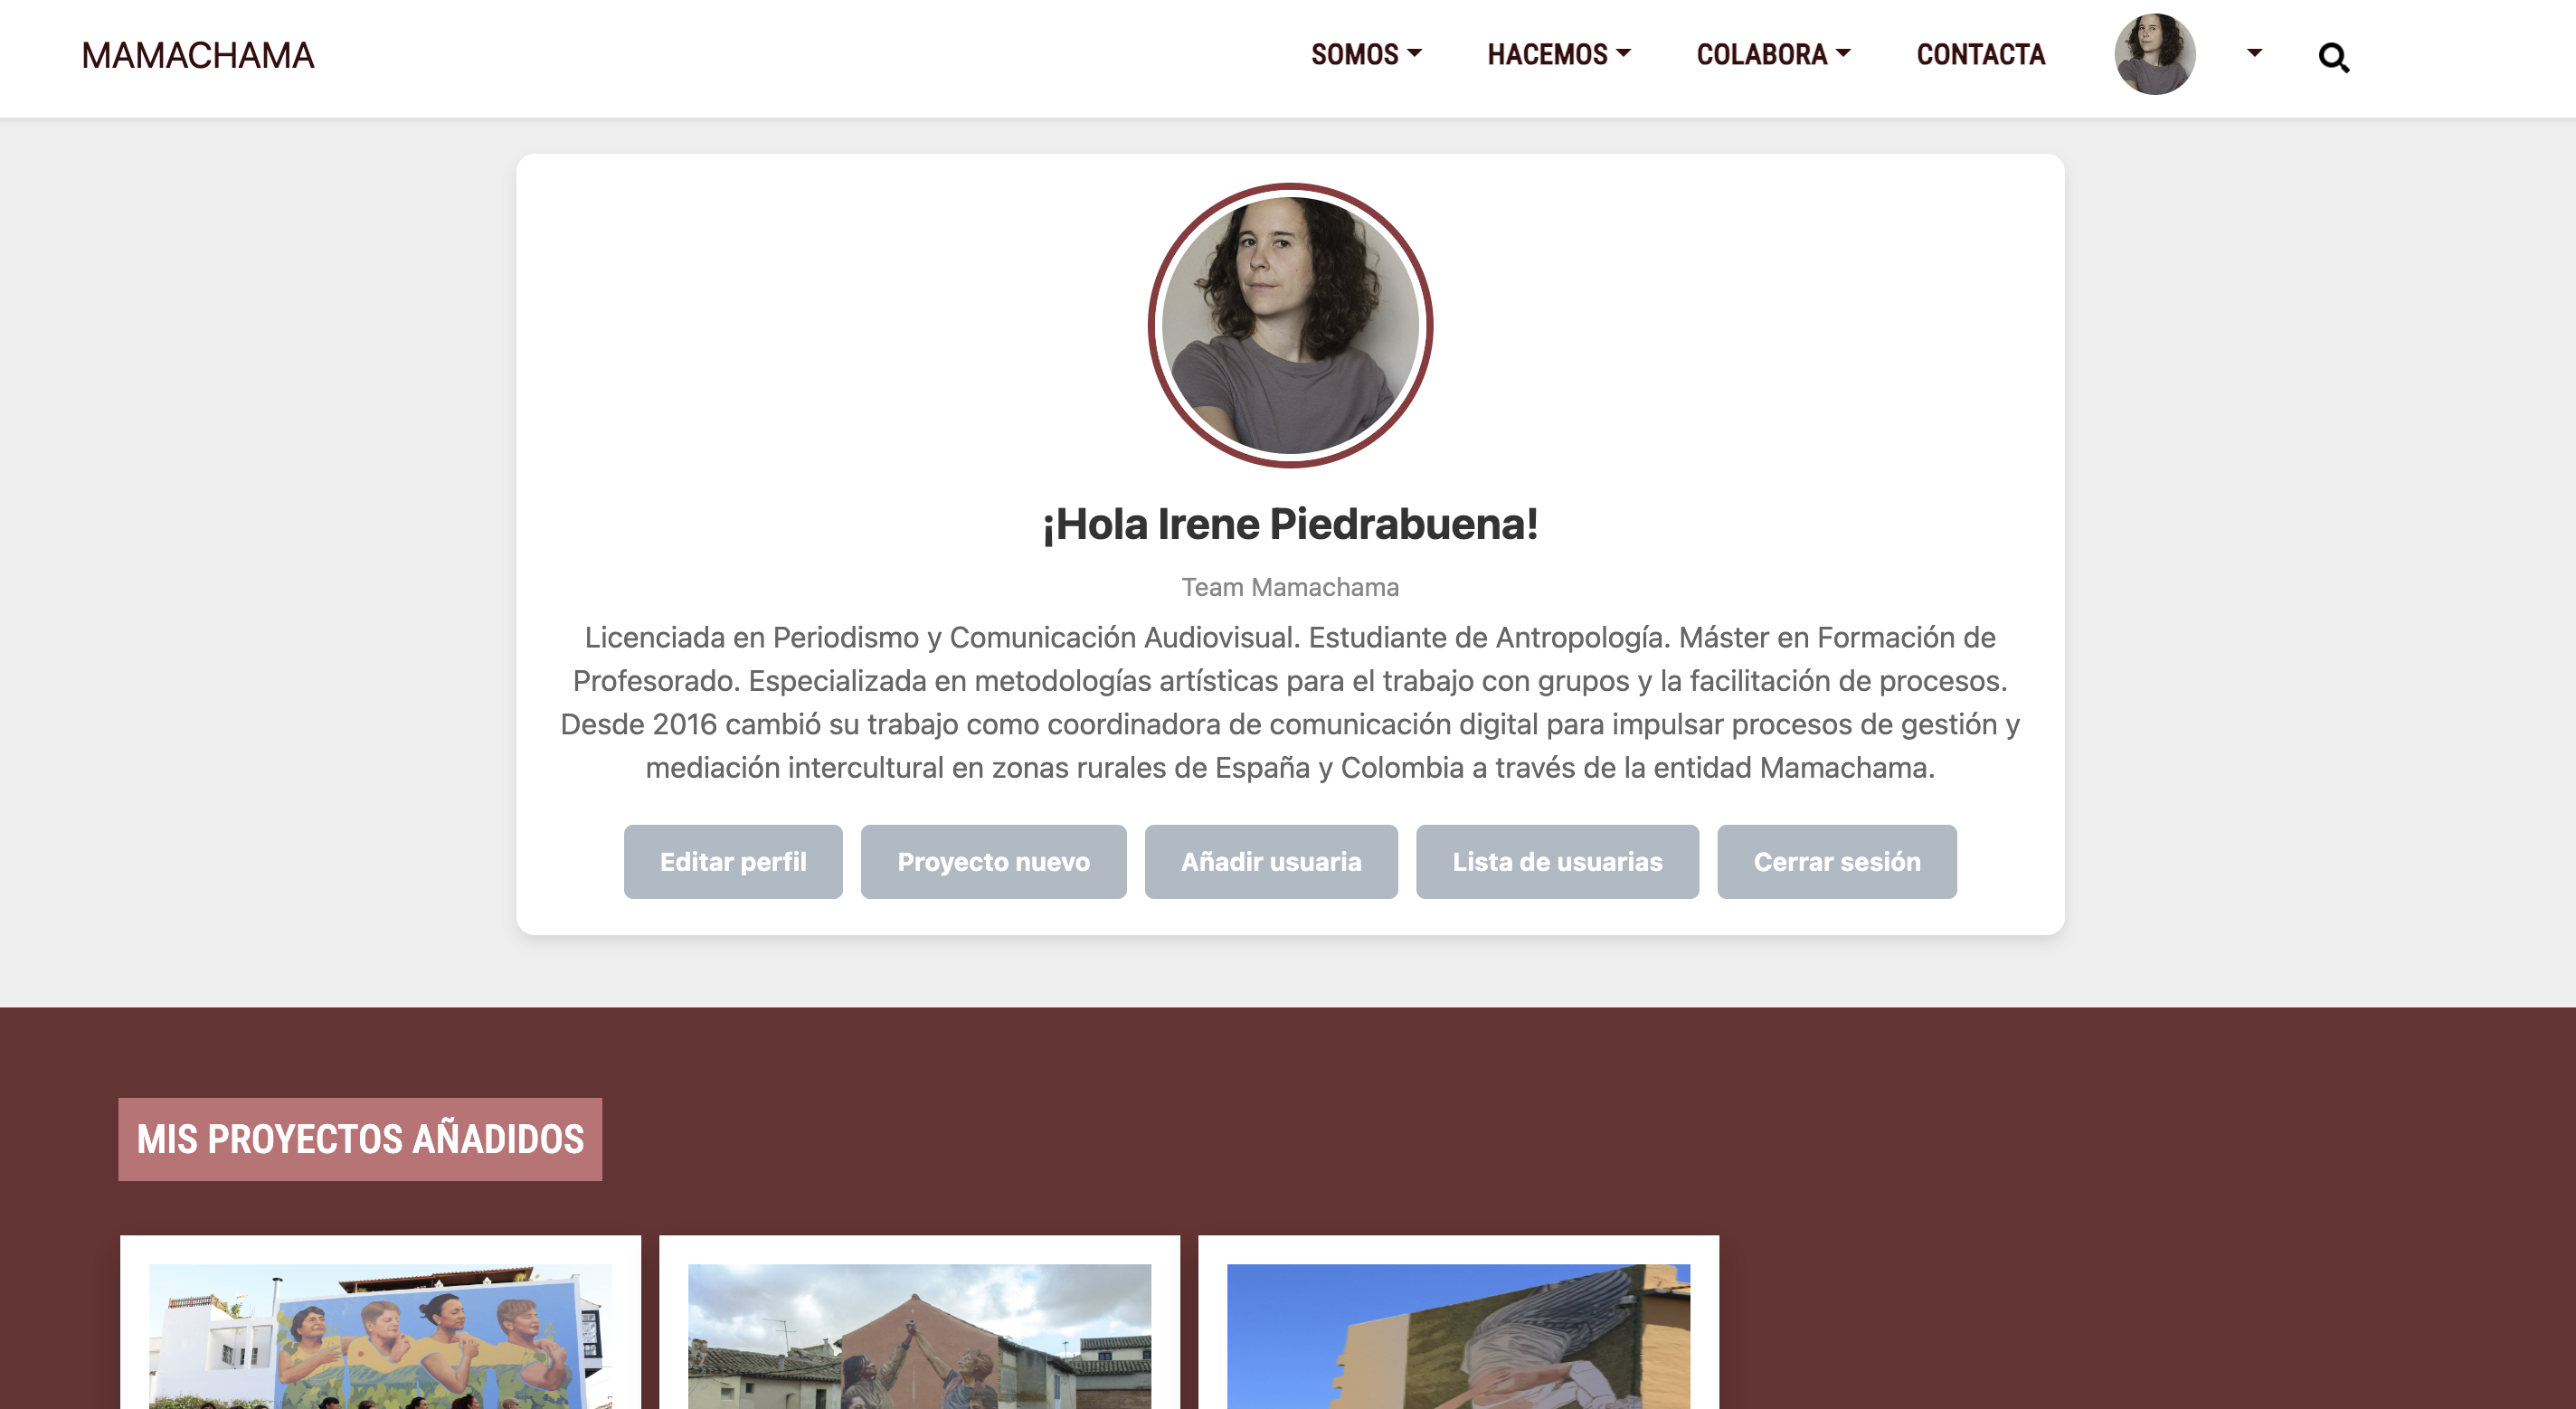 MAMACHAMA
SOMOS
HACEMOS
COLABORA
CONTACTA
¡Hola Irene Piedrabuena!
Team Mamachama
Licenciada en Periodismo y Comunicación Audiovisual. Estudiante de Antropología. Máster en Formación de
Profesorado. Especializada en metodologías artísticas para el trabajo con grupos y la facilitación de procesos.
Desde 2016 cambió su trabajo como coordinadora de comunicación digital para impulsar procesos de gestión y
mediación intercultural en zonas rurales de España y Colombia a través de la entidad Mamachama.
Editar perfil
Proyecto nuevo
Añadir usuaria
Lista de usuarias
Cerrar sesión
MIS PROYECTOS AÑADIDOS